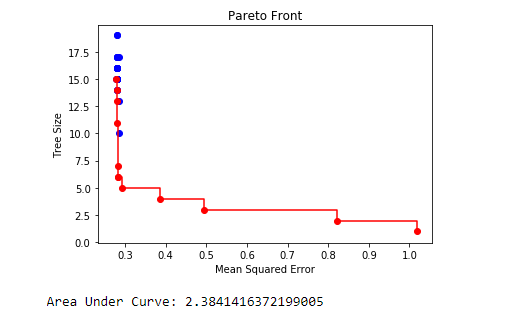 Pareto Front
17.5
15.0
12.5
10.0
7.5
5.0
2.5
0.0
Tree Size
0.3 0.4 0.5 0.6 0.7 0.8 0.9 1.0
Mean Squared Error
Area Under Curve: 2.3841416372199005